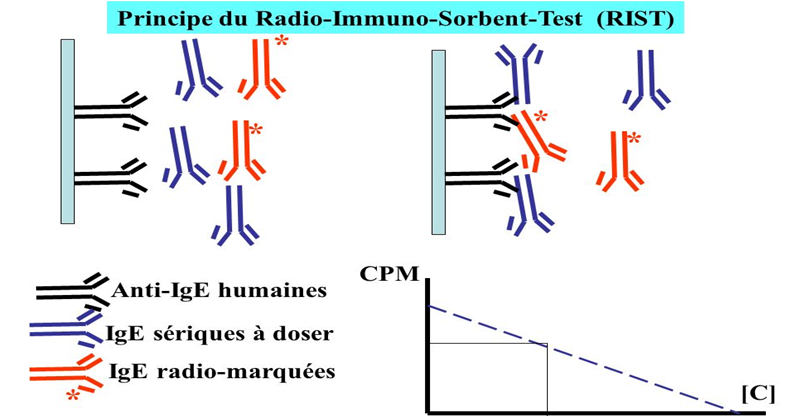 Principe du Radio-Immuno-Sorbent-Test (RIST)
*
*
*
*
Anti-IgE humaines
IgE sériques à doser
IgE radio-marquées
*
CPM
[C]